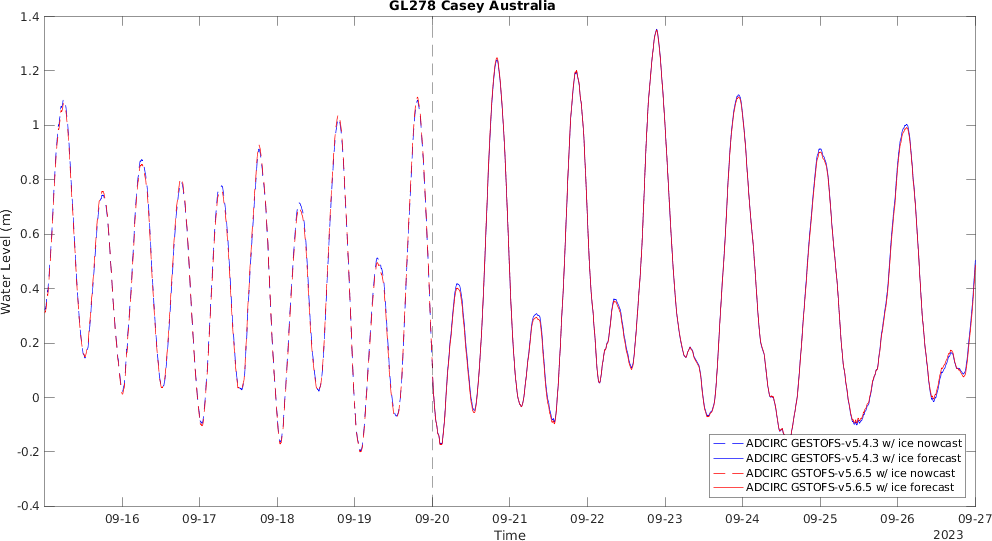 GL278 Casey Australia
1.4
1.2
1
0.8
0.6
0.4
0.2
0
-0.2
-0.4
Water Level (m)
ADCIRC GESTOFS-v5.4.3 w/ ice nowcast
ADCIRC GESTOFS-v5.4.3 w/ ice forecast
ADCIRC GSTOFS-v5.6.5 w/ ice nowcast
ADCIRC GSTOFS-v5.6.5 w/ ice forecast
09-16 09-17 09-18 09-19 09-20 09-21 09-22 09-23 09-24 09-25 09-26 09-27
Time
2023